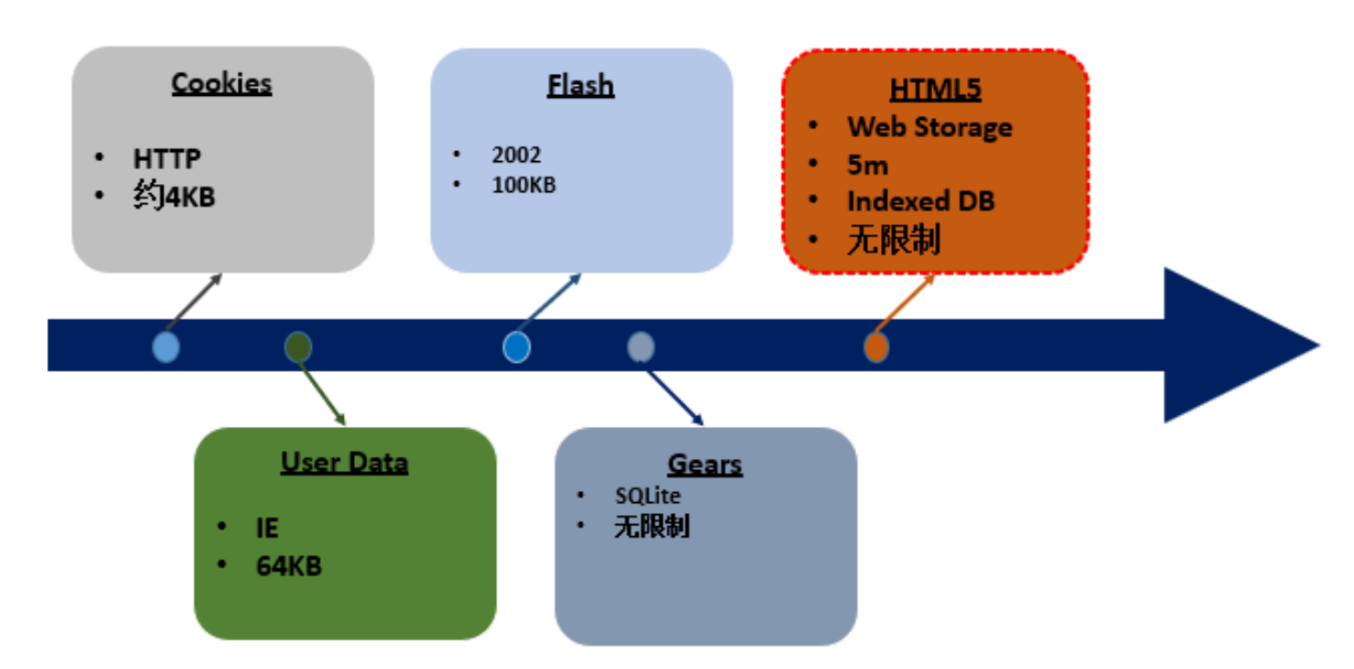 Cookies
• HTTP
• 约4KB
Flash
• 2002
• 100KB
HTML5
• Web Storage
• 5m
• Indexed DB
• 无限制
User Data
• IE
• 64KB
Gears
• SQLite
• 无限制